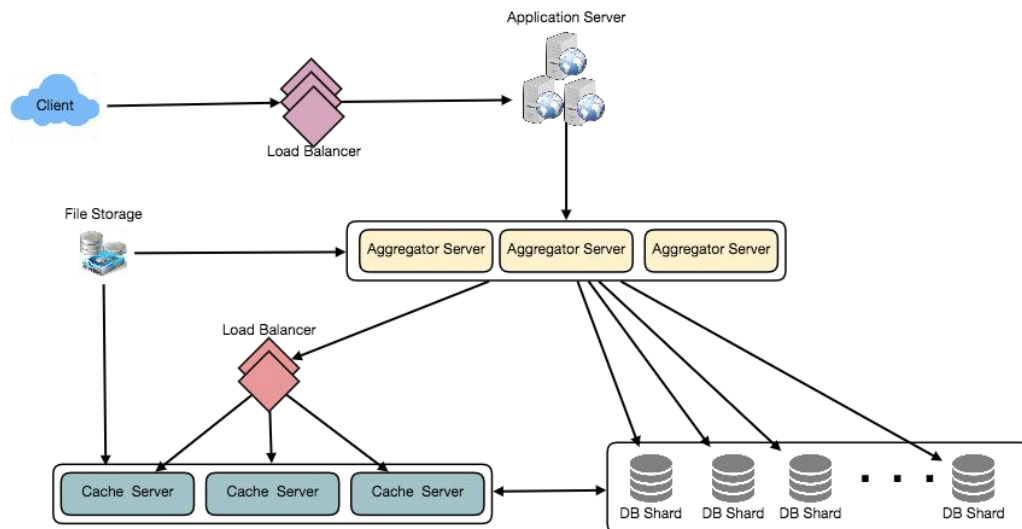 Application Server
Client
Load Balancer
File Storage
Aggregator Server
Aggregator Server
Aggregator Server
Load Balancer
Cache Server
Cache Server
Cache Server
DB Shard
DB Shard
DB Shard
DB Shard